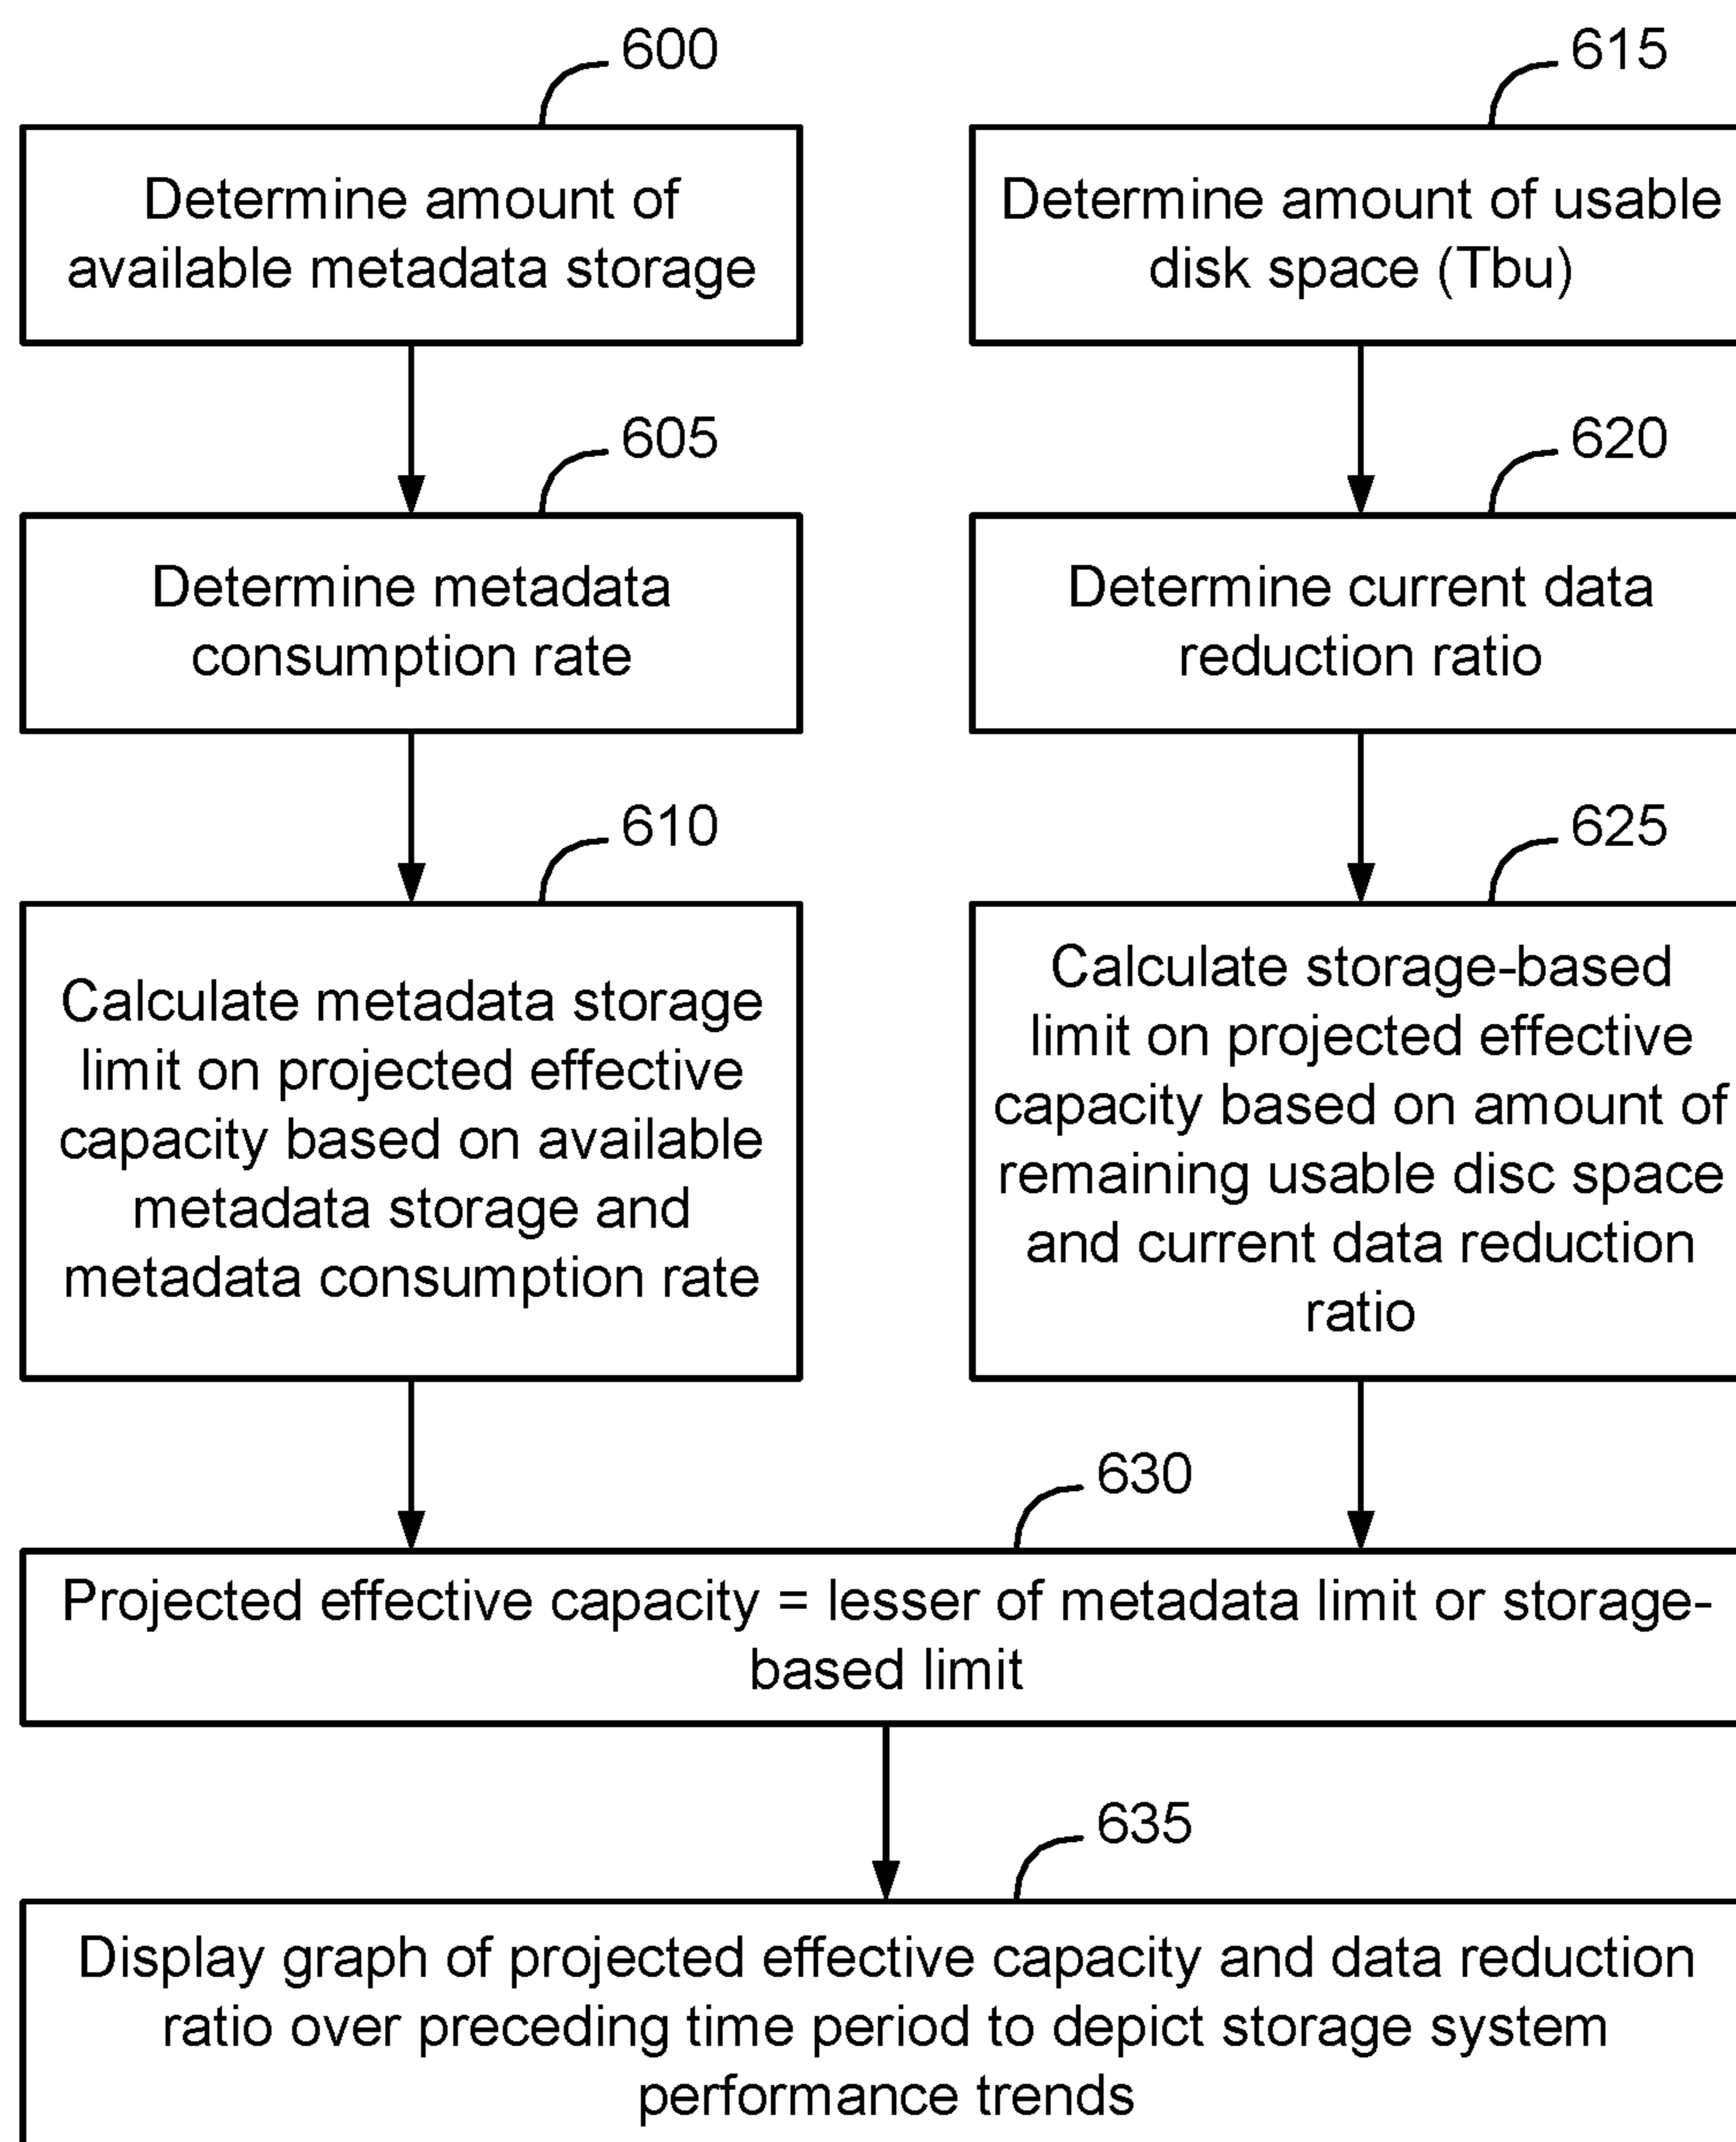 600
Determine amount of
available metadata storage
605
Determine metadata
consumption rate
610
Calculate metadata storage
limit on projected effective
capacity based on available
metadata storage and
metadata consumption rate
615
Determine amount of usable
disk space (Tbu)
620
Determine current data
reduction ratio
625
Calculate storage-based
limit on projected effective
capacity based on amount of
remaining usable disc space
and current data reduction
ratio
630
Projected effective capacity = lesser of metadata limit or storage-
based limit
635
Display graph of projected effective capacity and data reduction
ratio over preceding time period to depict storage system
performance trends